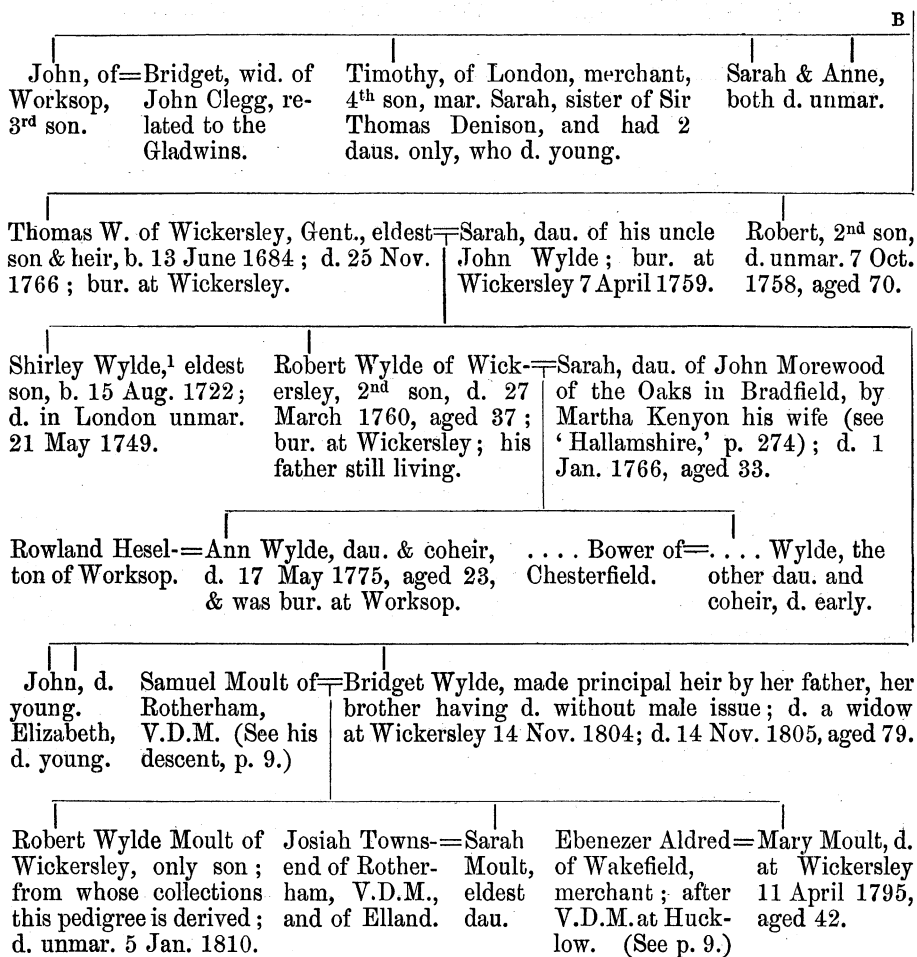 B
John, of=Bridget, wid. of
Worksop, John Clegg, re-
3rd son. lated to the
Gladwins.
Timothy, of London, merchant,
4th son, mar. Sarah, sister of Sir
Thomas Denison, and had 2
daus. only, who d. young.
Sarah & Anne,
both d. unmar.
Thomas W. of Wickersley, Gent., eldest
son & heir, b. 13 June 1684 ; d. 25 Nov.
1766 ; bur. at Wickersley.
=Sarah, dau. of his uncle
John Wylde ; bur. at
Wickersley 7 April 1759.
Robert, 2nd son,
d. unmar. 7 Oct.
1758, aged 70.
Shirley Wylde,1 eldest
son, b. 15 Aug. 1722 ;
d. in London unmar.
21 May 1749.
Robert Wylde of Wick-
ersley, 2nd son, d. 27
March 1760, aged 37 ;
bur. at Wickersley ; his
father still living.
=Sarah, dau. of John Morewood
of the Oaks in Bradfield, by
Martha Kenyon his wife (see
‘ Hallamshire,’ p. 274) ; d. 1
Jan. 1766, aged 33.
Rowland Hesel-
ton of Worksop.
=Ann Wylde, dau. & coheir,
d. 17 May 1775, aged 23,
& was bur. at Worksop.
. . . . Bower of
Chesterfield.
=. . . . Wylde, the
other dau. and
coheir, d. early.
John, d.
young.
Elizabeth,
d. young.
Samuel Moult of
Rotherham,
V.D.M. (See his
descent, p. 9.)
=Bridget Wylde, made principal heir by her father, her
brother having d. without male issue ; d. a widow
at Wickersley 14 Nov. 1804; d. 14 Nov. 1805, aged 79.
Robert Wylde Moult of
Wickersley, only son ;
from whose collections
this pedigree is derived ;
d. unmar. 5 Jan. 1810.
Josiah Towns-
end of Rother-
ham, V.D.M.,
and of Elland.
=Sarah
Moult,
eldest
dau.
Ebenezer Aldred
of Wakefield,
merchant ; after
V.D.M. at Huck-
low. (See p. 9.)
=Mary Moult, d.
at Wickersley
11 April 1795,
aged 42.